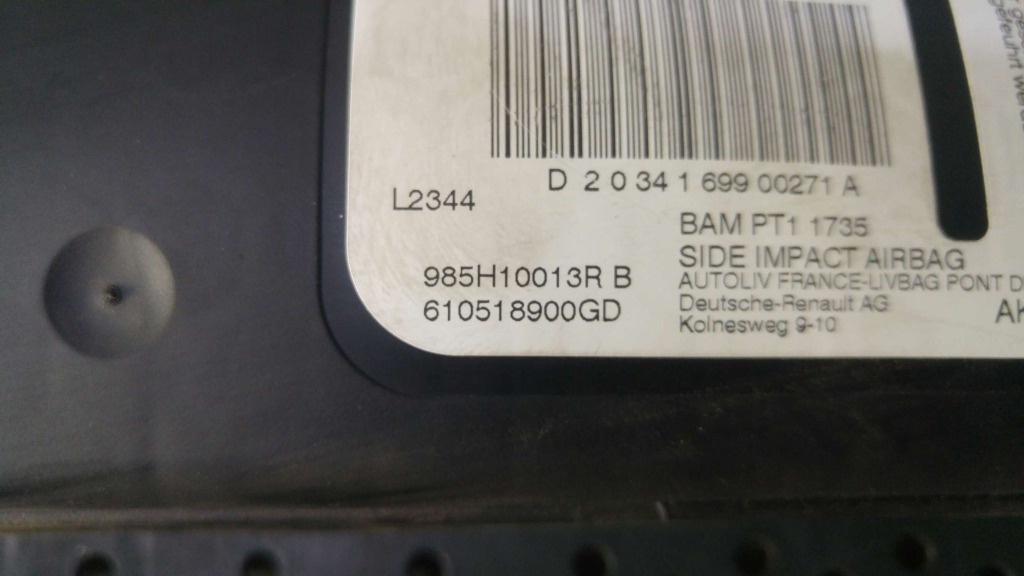 D 2 0 34 1 699 00271 A
L2344
BAM PT1 1735
SIDE IMPACT AIRBAG
985H10013R B
AUTOLIV FRANCE-LIVBAG PONT D
610518900GD
Deutsche-Renault AG
Kolnesweg 9-10
AK